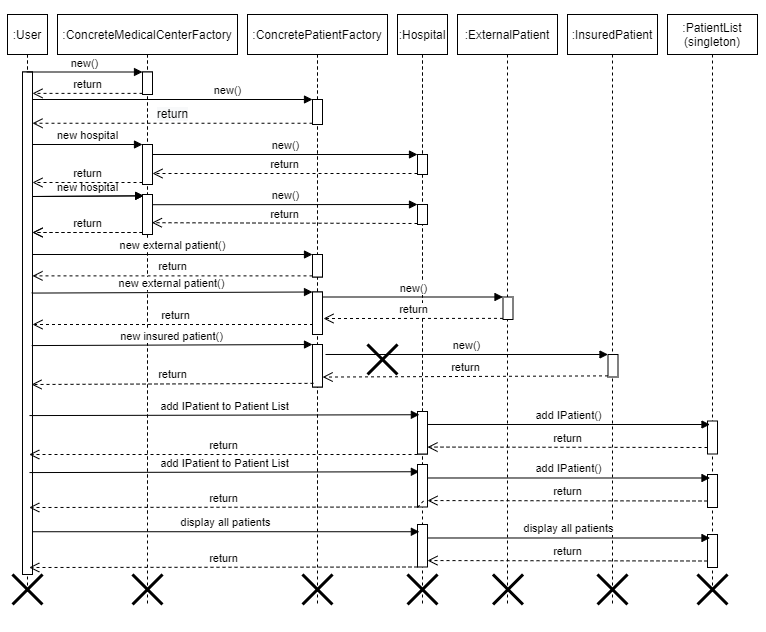 :User
:ConcreteMedicalCenterFactory
:ConcretePatientFactory
:Hospital
:ExternalPatient
:InsuredPatient
:PatientList
(singleton)
new()
return
new()
return
new hospital
new()
return
return
new hospital
new()
return
return
new external patient()
return
new external patient()
new()
return
return
new insured patient()
new()
return
return
add IPatient to Patient List
add IPatient()
return
return
add IPatient to Patient List
add IPatient()
return
return
display all patients
display all patients
return
return